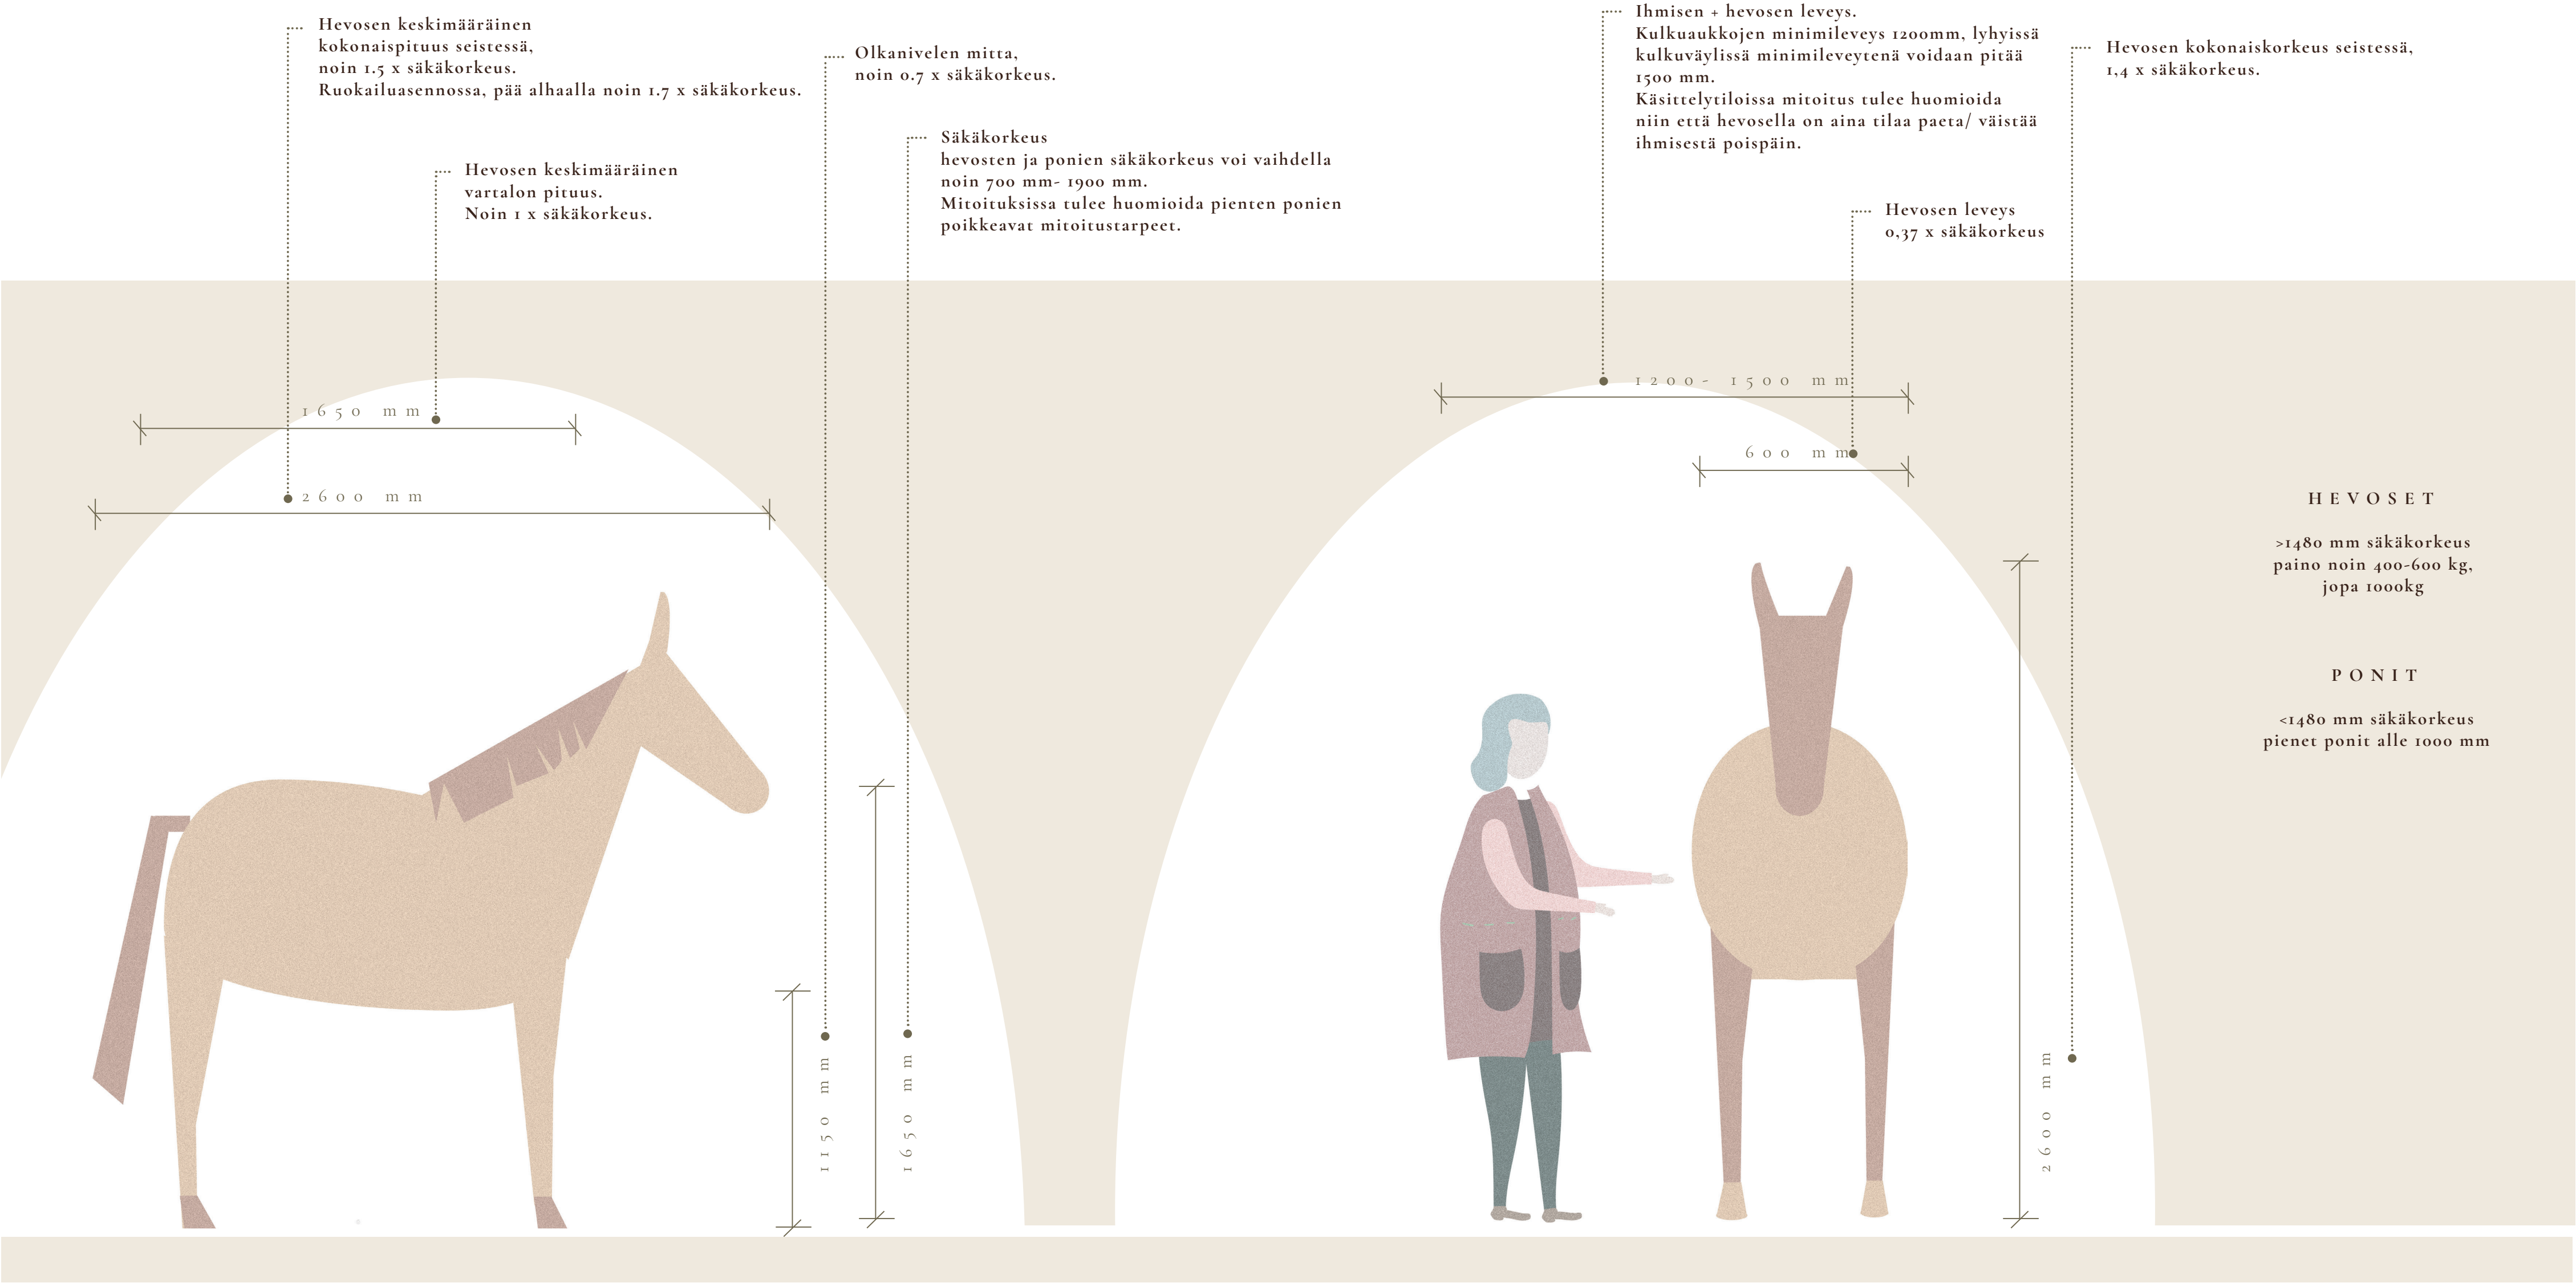 Hevosen keskimääräinen
kokonaispituus seistessä,
noin 1.5 x säkäkorkeus.
Ruokailuasennossa, pää alhaalla noin 1.7 x säkäkorkeus.
Hevosen keskimääräinen
vartalon pituus.
Noin 1 x säkäkorkeus.
Olkanivelen mitta,
noin 0.7 x säkäkorkeus.
Säkäkorkeus
hevosten ja ponien säkäkorkeus voi vaihdella
noin 700 mm- 1900 mm.
Mitoituksissa tulee huomioida pienten ponien
poikkeavat mitoitustarpeet.
Ihmisen + hevosen leveys.
Kulkuaukkojen minimileveys 1200mm, lyhyissä
kulkuväylissä minimileveytenä voidaan pitää
1500 mm.
Käsittelytiloissa mitoitus tulee huomioida
niin että hevosella on aina tilaa paeta/ väistää
ihmisestä poispäin.
Hevosen leveys
0,37 x säkäkorkeus
Hevosen kokonaiskorkeus seistessä,
1,4 x säkäkorkeus.
1650 mm
2600 mm
1150 mm
1650 mm
1200- 1500 mm
600 mm
2600 mm
HEVOSET
>1480 mm säkäkorkeus
paino noin 400-600 kg,
jopa 1000kg
PONIT
<1480 mm säkäkorkeus
pienet ponit alle 1000 mm